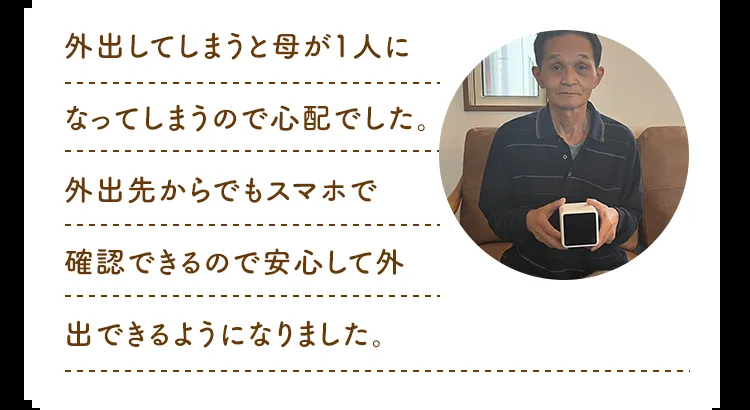 外出してしまうと母が1人に
なってしまうので心配でした。
外出先からでもスマホで
確認できるので安心して外
出できるようになりました。